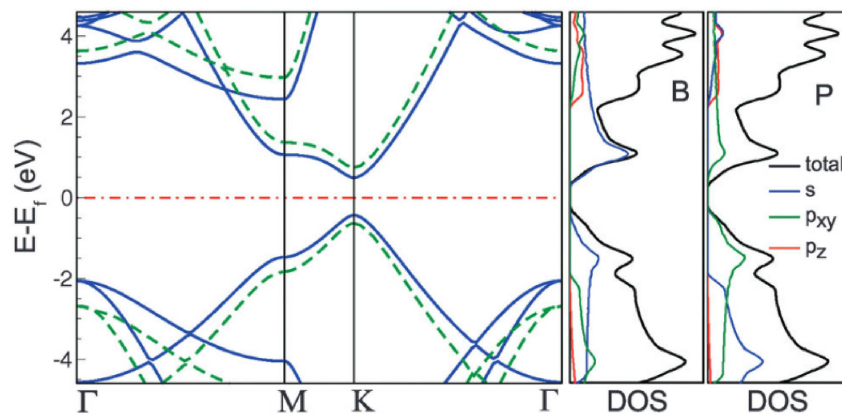 4
2
0
-2
-4
E-E_f (eV)
Γ M K Γ
B
DOS
P
total
s
p_xy
p_z
DOS